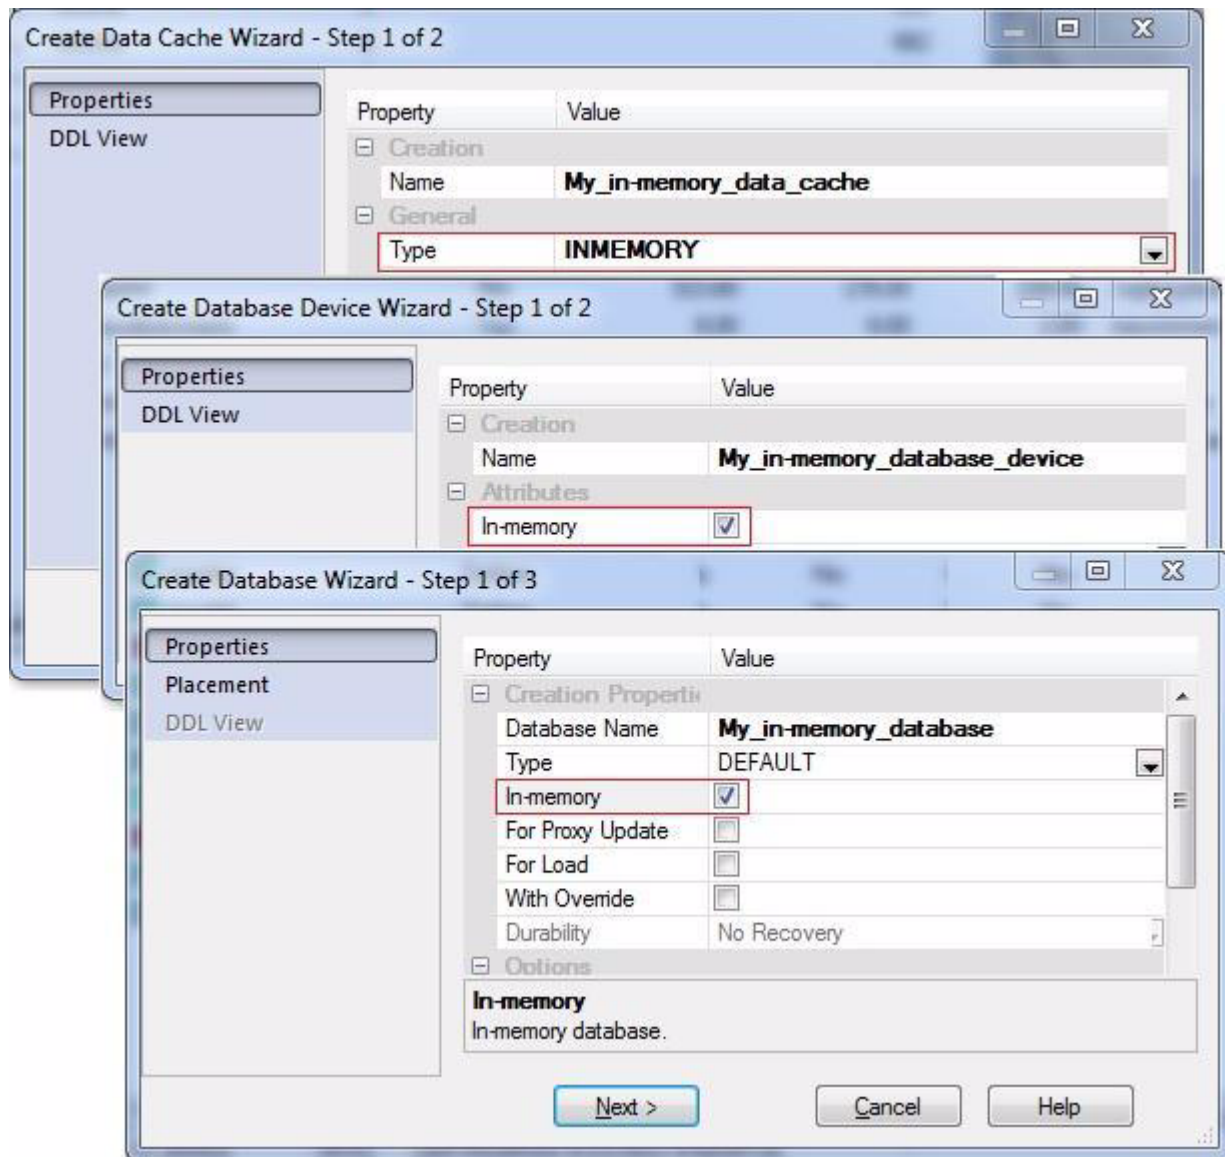 Create Data Cache Wizard - Step 1 of 2
Properties
DDL View
Property Value
Creation
Name My_in-memory_data_cache
General
Type INMEMORY
Create Database Device Wizard - Step 1 of 2
Properties
DDL View
Property Value
Creation
Name My_in-memory_database_device
Attributes
In-memory
Create Database Wizard - Step 1 of 3
Properties
Placement
DDL View
Property Value
Creation Properti
Database Name My_in-memory_database
Type DEFAULT
In-memory
For Proxy Update
For Load
With Override
Durability No Recovery
Options
In-memory
In-memory database.
Next >
Cancel
Help